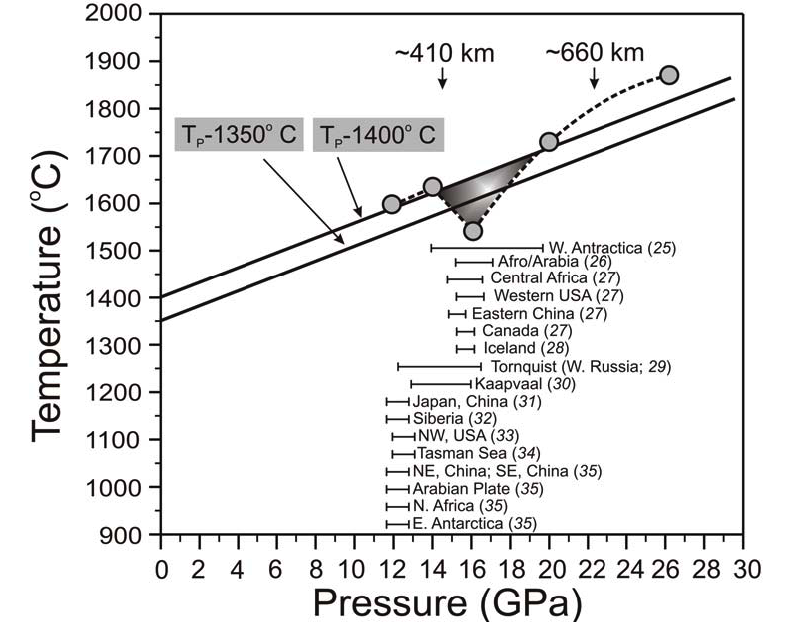 2000
1900
1800
1700
1600
1500
1400
1300
1200
1100
1000
900
Temperature (°C)
~410 km
~660 km
Tₚ-1350° C
Tₚ-1400° C
W. Antractica (25)
Afro/Arabia (26)
Central Africa (27)
Western USA (27)
Eastern China (27)
Canada (27)
Iceland (28)
Tornquist (W. Russia; 29)
Kaapvaal (30)
Japan, China (31)
Siberia (32)
NW, USA (33)
Tasman Sea (34)
NE, China; SE, China (35)
Arabian Plate (35)
N. Africa (35)
E. Antarctica (35)
0 2 4 6 8 10 12 14 16 18 20 22 24 26 28 30
Pressure (GPa)